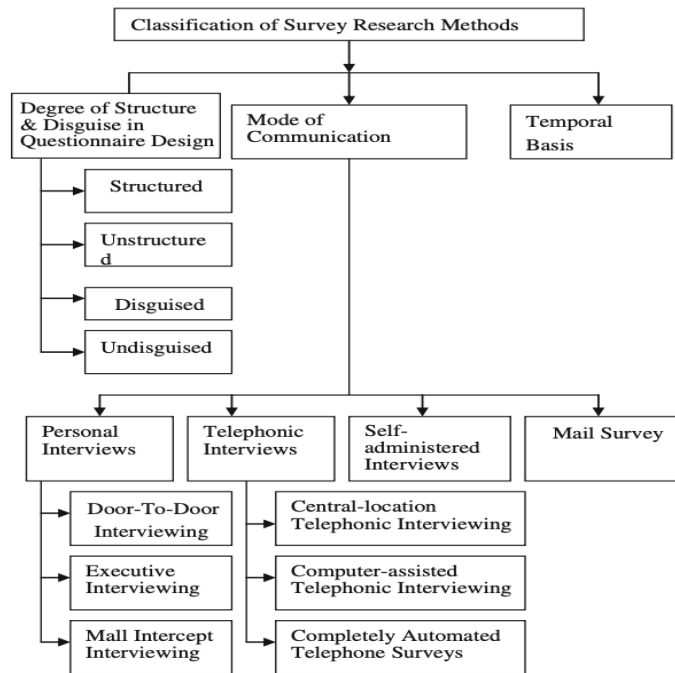 Classification of Survey Research Methods
Degree of Structure
& Disguise in
Questionnaire Design
Mode of
Communication
Temporal
Basis
Structured
Unstructure
d
Disguised
Undisguised
Personal
Interviews
Telephonic
Interviews
Self-
administered
Interviews
Mail Survey
Door-To-Door
Interviewing
Executive
Interviewing
Mall Intercept
Interviewing
Central-location
Telephonic Interviewing
Computer-assisted
Telephonic Interviewing
Completely Automated
Telephone Surveys